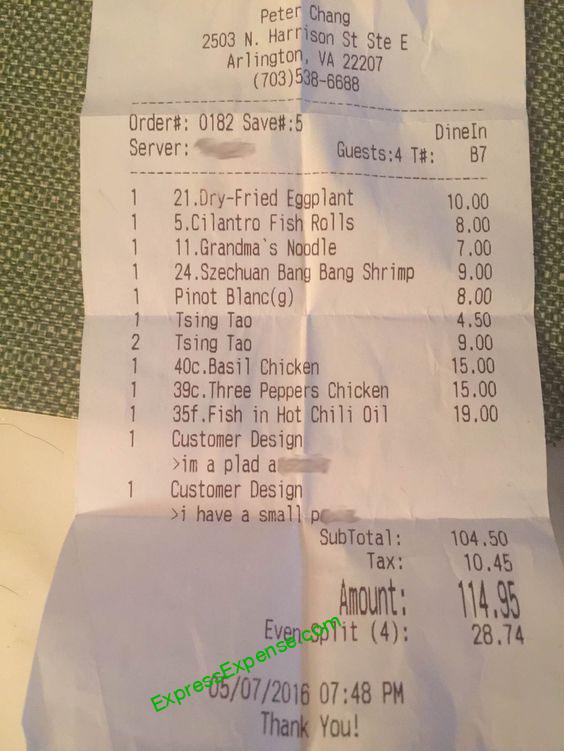 Peter Chang
2503 N. Harrison St Ste E
Arlington, VA 22207
(703)538-6688
Order#: 0182 Save#:5
DineIn
Server:
Guests:4 T#: B7
1 21.Dry-Fried Eggplant 10.00
1 5.Cilantro Fish Rolls 8.00
1 11.Grandma's Noodle 7.00
1 24.Szechuan Bang Bang Shrimp 9.00
1 Pinot Blanc(g) 8.00
1 Tsing Tao 4.50
2 Tsing Tao 9.00
1 40c.Basil Chicken 15.00
1 39c.Three Peppers Chicken 15.00
1 35f.Fish in Hot Chili Oil 19.00
1 Customer Design
>im a plad a
1 Customer Design
>i have a small p
SubTotal: 104.50
Tax: 10.45
Amount: 114.95
Even Split (4): 28.74
ExpressExpense.com
05/07/2016 07:48 PM
Thank You!